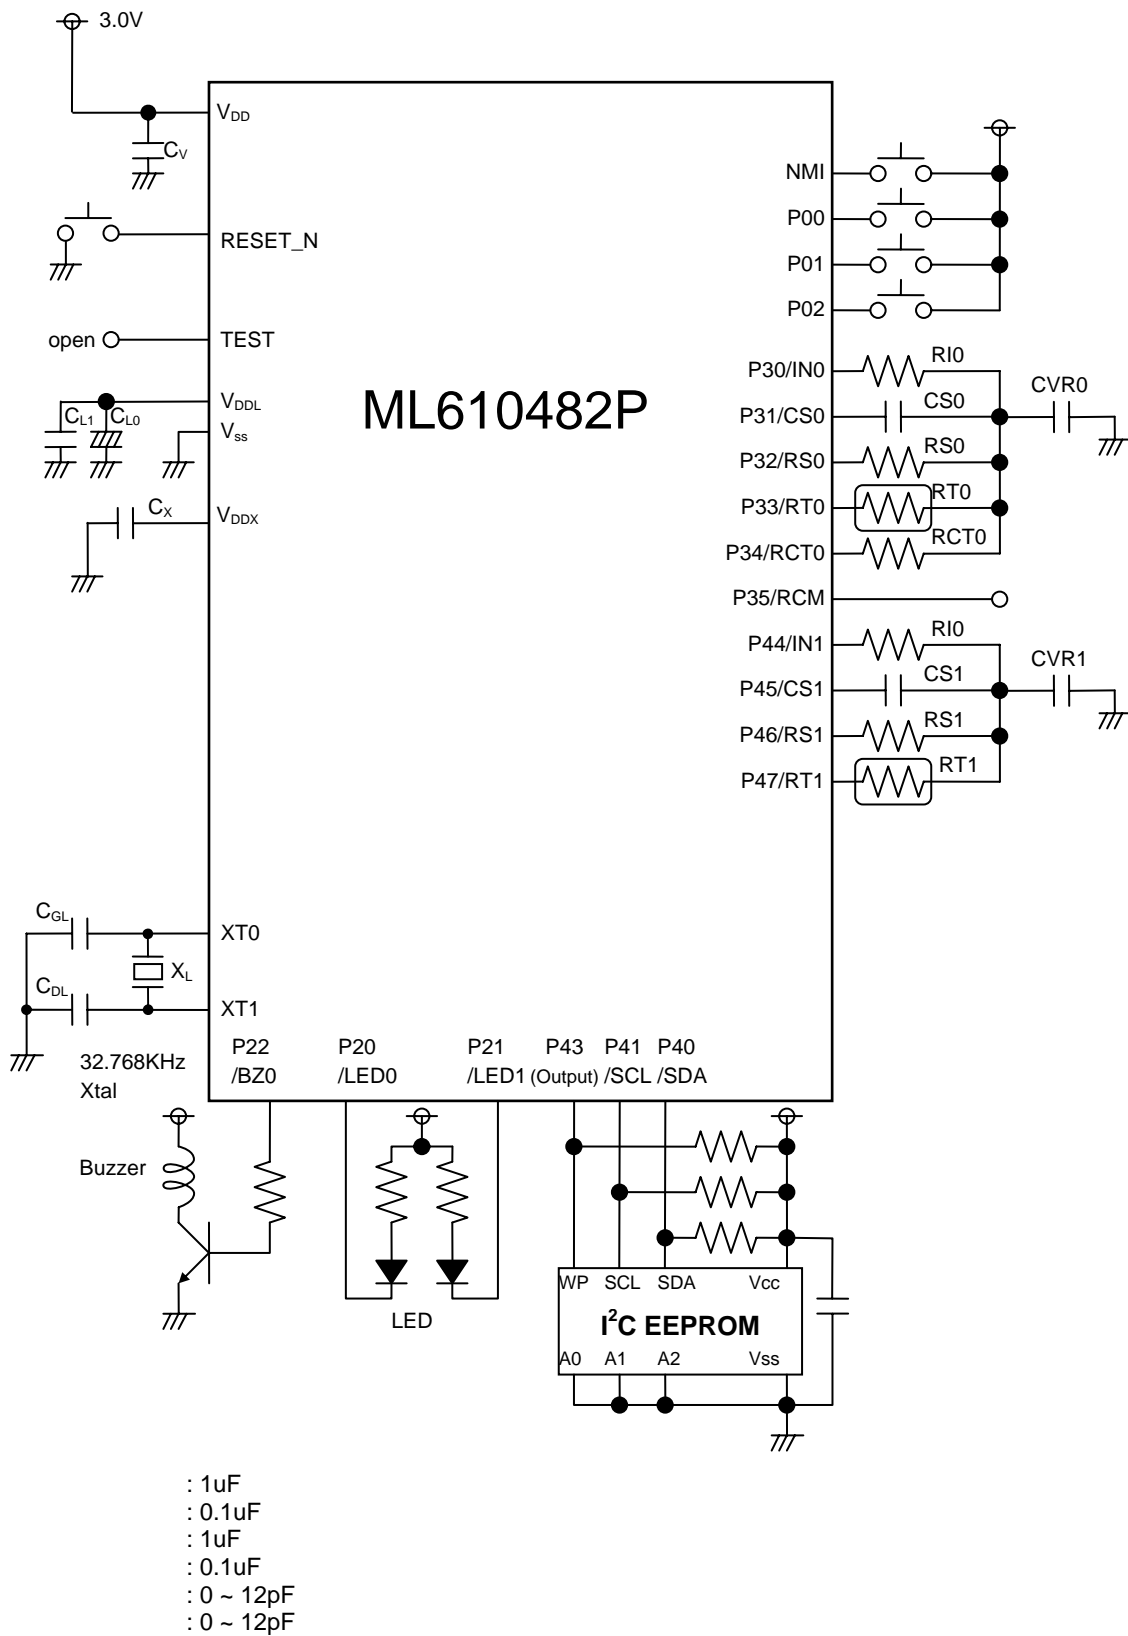 3.0V
VDD
CV
RESET_N
open
TEST
CL1
CL0
VDDL
Vss
CX
VDDX
ML610482P
NMI
P00
P01
P02
P30/IN0
RI0
P31/CS0
CS0
CVR0
P32/RS0
RS0
P33/RT0
RT0
P34/RCT0
RCT0
P35/RCM
P44/IN1
RI0
P45/CS1
CS1
CVR1
P46/RS1
RS1
P47/RT1
RT1
CGL
XT0
XL
CDL
XT1
32.768KHz
Xtal
P22
/BZ0
P20
/LED0
P21
/LED1
P43
(Output)
P41
/SCL
P40
/SDA
Buzzer
LED
WP SCL SDA Vcc
I²C EEPROM
A0 A1 A2 Vss
: 1uF
: 0.1uF
: 1uF
: 0.1uF
: 0 ~ 12pF
: 0 ~ 12pF